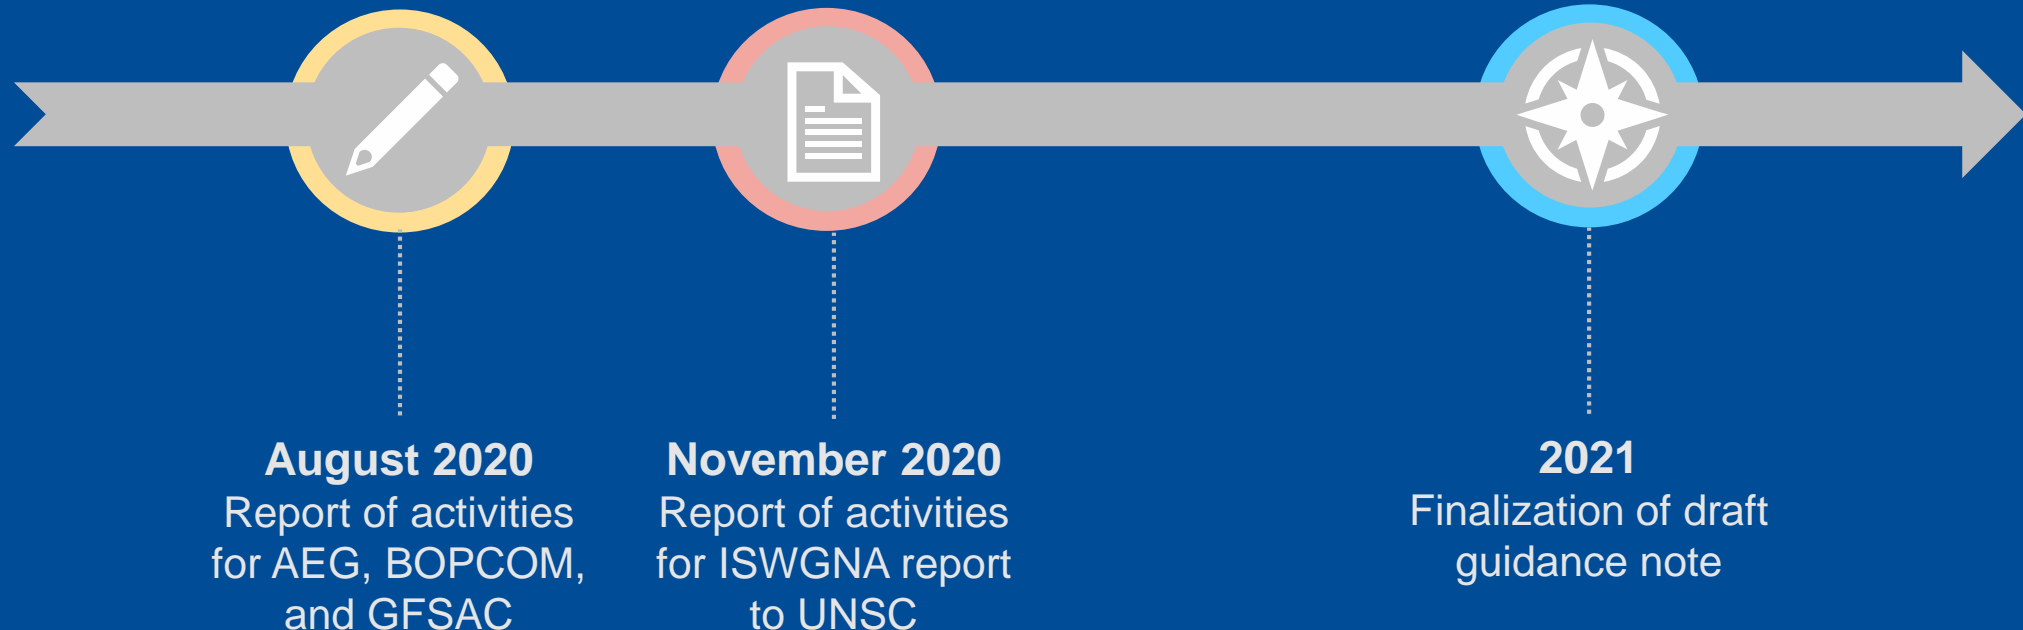 August 2020
Report of activities
for AEG, BOPCOM,
and GFSAC
November 2020
Report of activities
for ISWGNA report
to UNSC
2021
Finalization of draft
guidance note